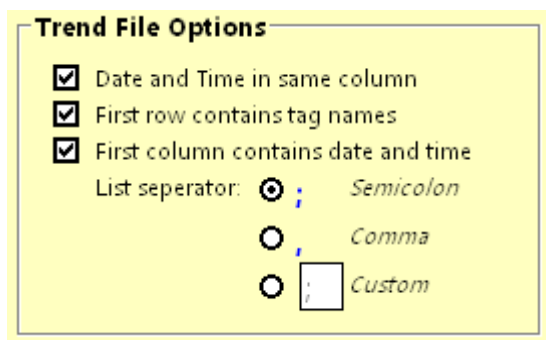 Trend File Options
Date and Time in same column
First row contains tag names
First column contains date and time
List seperator: ; Semicolon
, Comma
; Custom